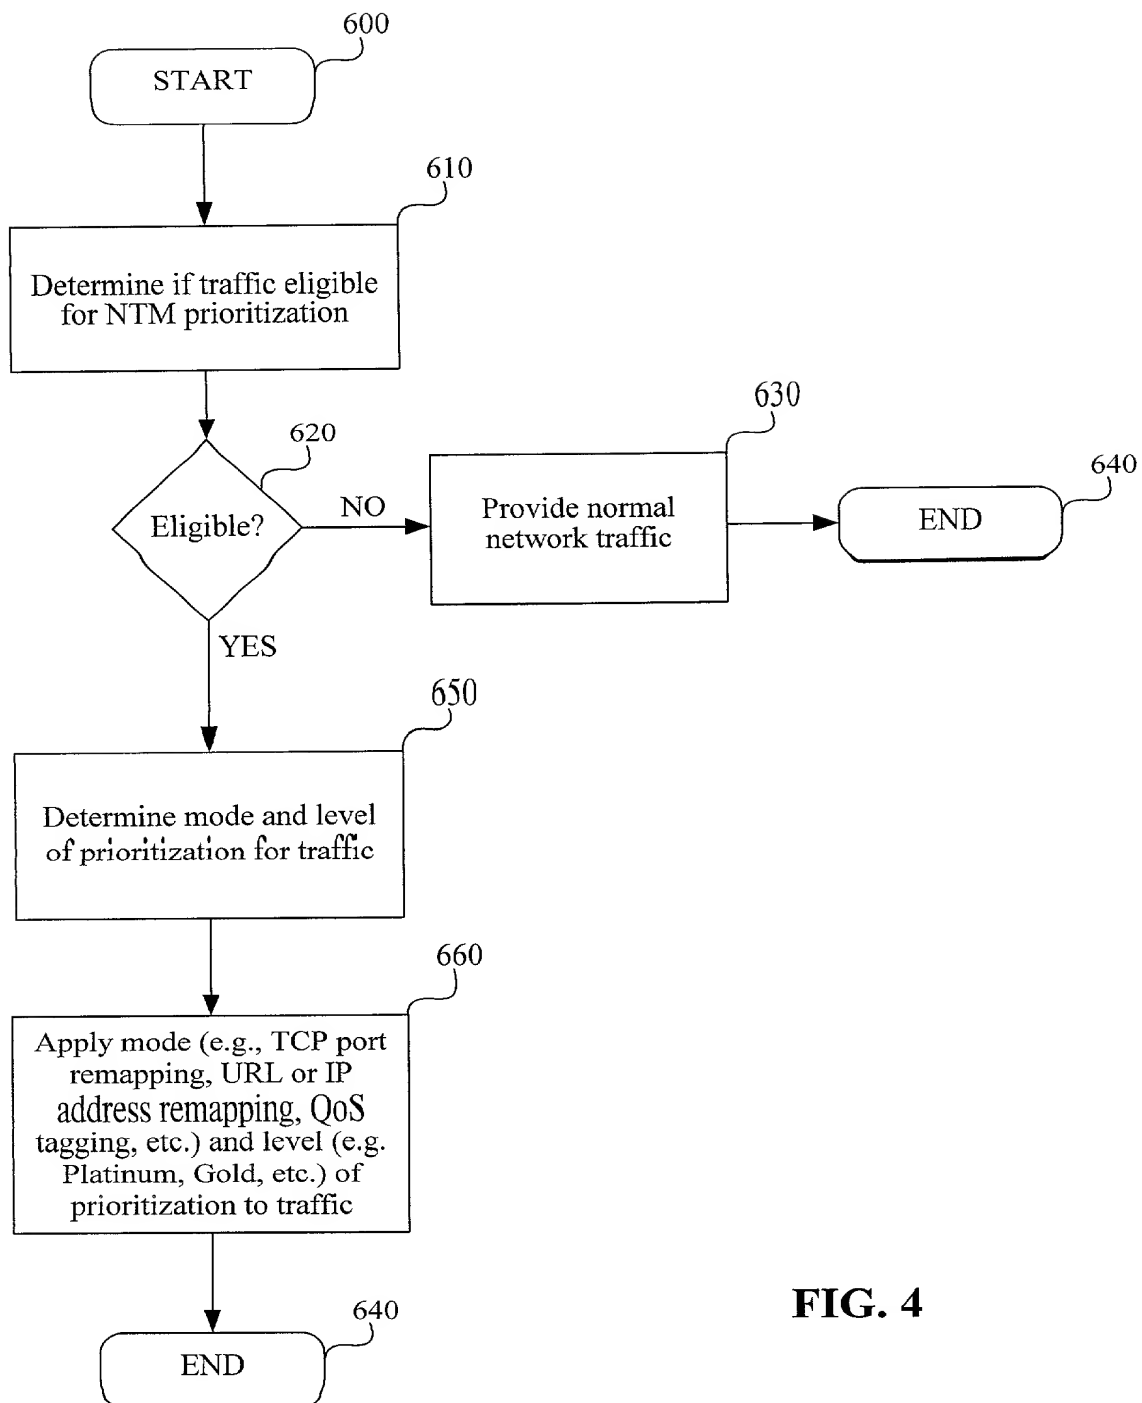 600
START
610
Determine if traffic eligible
for NTM prioritization
620
Eligible?
NO
630
Provide normal
network traffic
640
END
YES
650
Determine mode and level
of prioritization for traffic
660
Apply mode (e.g., TCP port
remapping, URL or IP
address remapping, QoS
tagging, etc.) and level (e.g.
Platinum, Gold, etc.) of
prioritization to traffic
640
END
FIG. 4